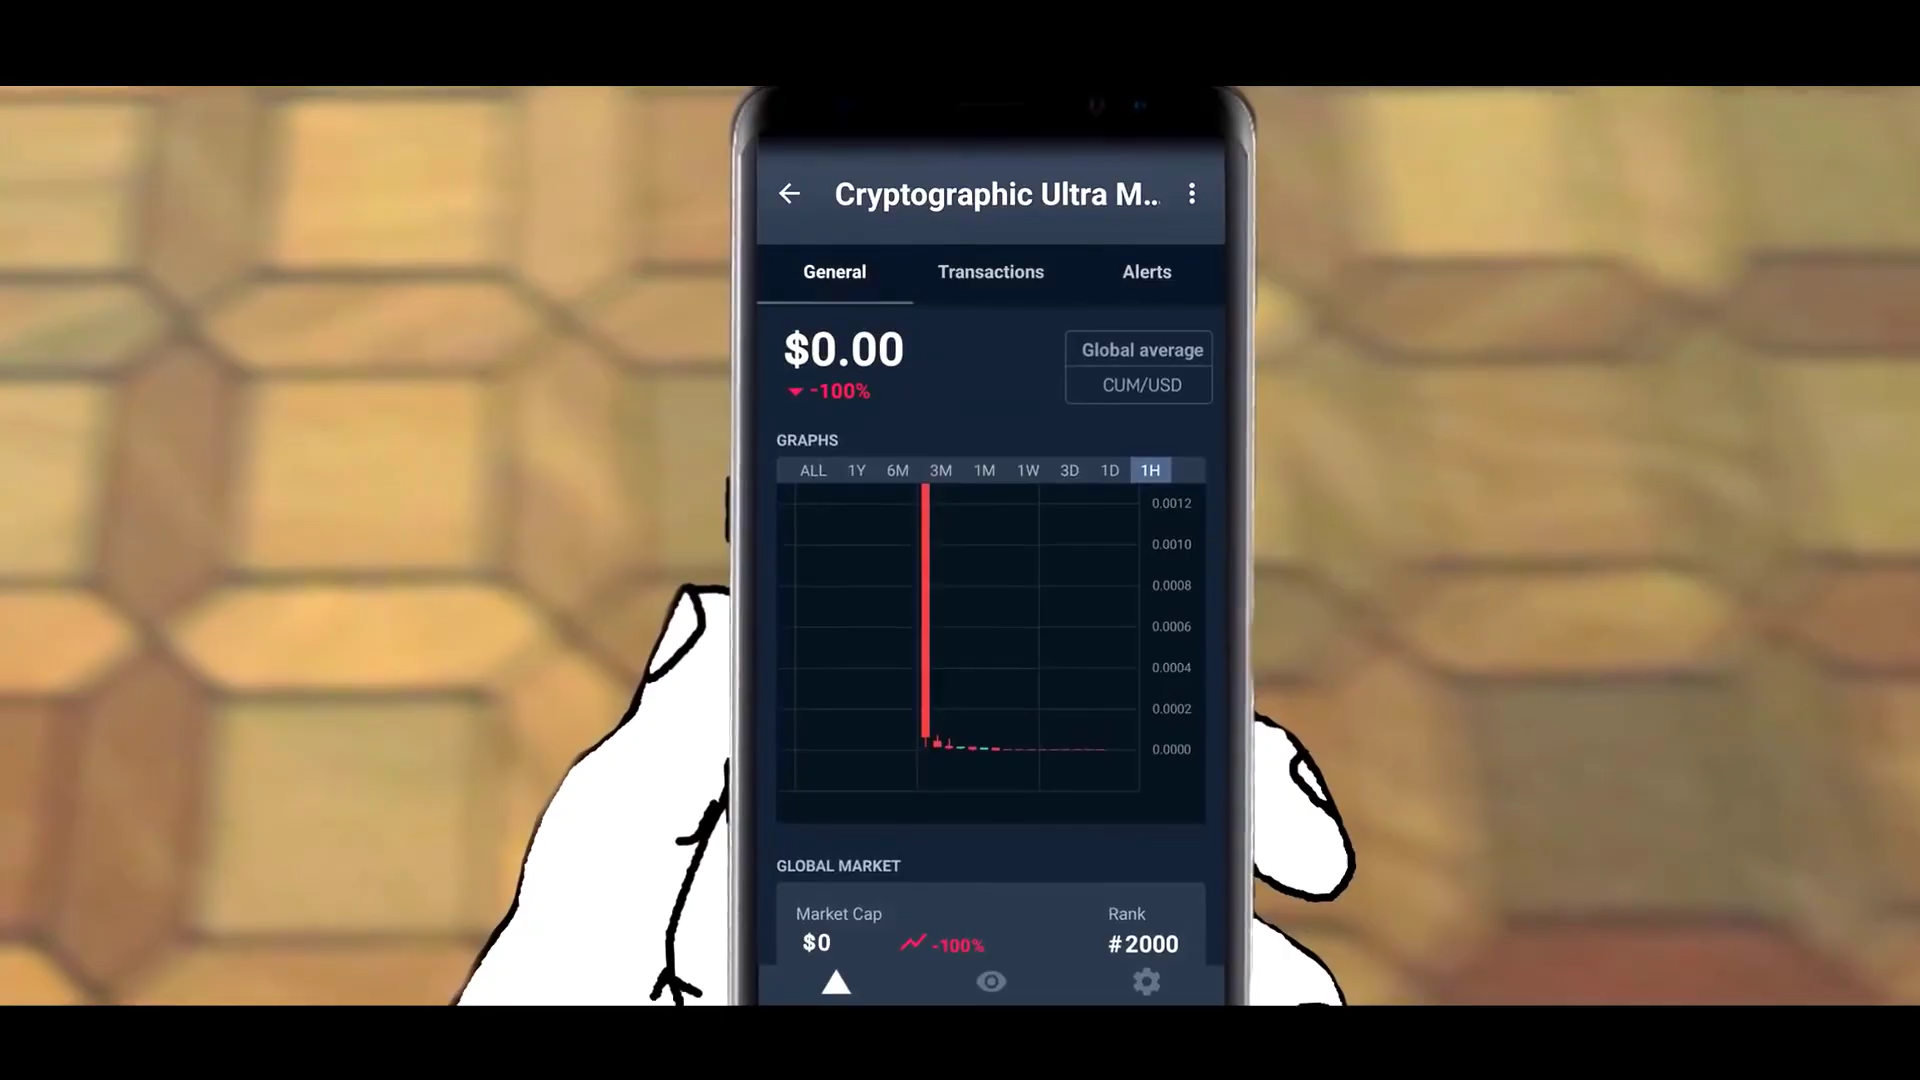 Cryptographic Ultra M...
General Transactions Alerts
$0.00
-100%
Global average
CUM/USD
GRAPHS
ALL 1Y 6M 3M 1M 1W 3D 1D 1H
0.0012
0.0010
0.0008
0.0006
0.0004
0.0002
0.0000
GLOBAL MARKET
Market Cap
$0 -100%
Rank
#2000